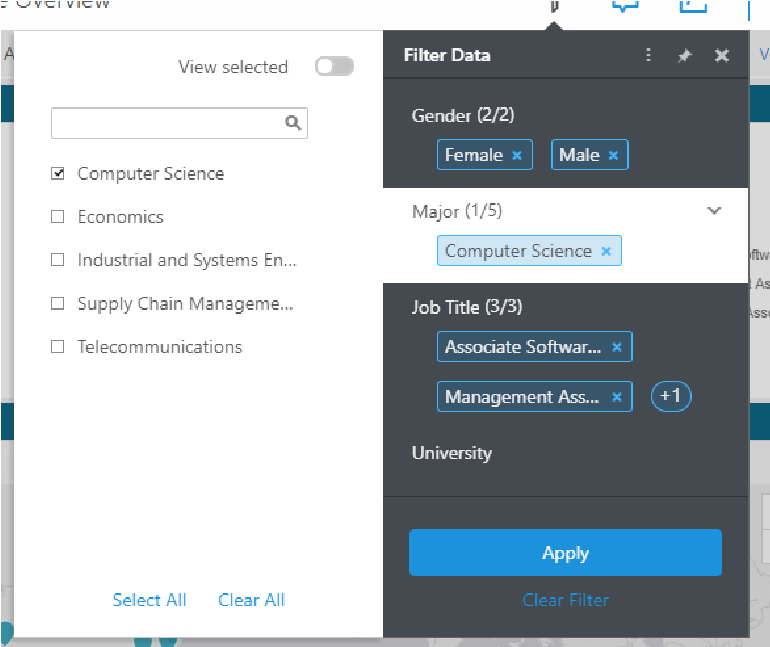 Overview
View selected
Computer Science
Economics
Industrial and Systems En...
Supply Chain Manageme...
Telecommunications
Select All
Clear All
Filter Data
Gender (2/2)
Female ×
Male ×
Major (1/5)
Computer Science ×
Job Title (3/3)
Associate Softwar... ×
Management Ass... ×
+1
University
Apply
Clear Filter